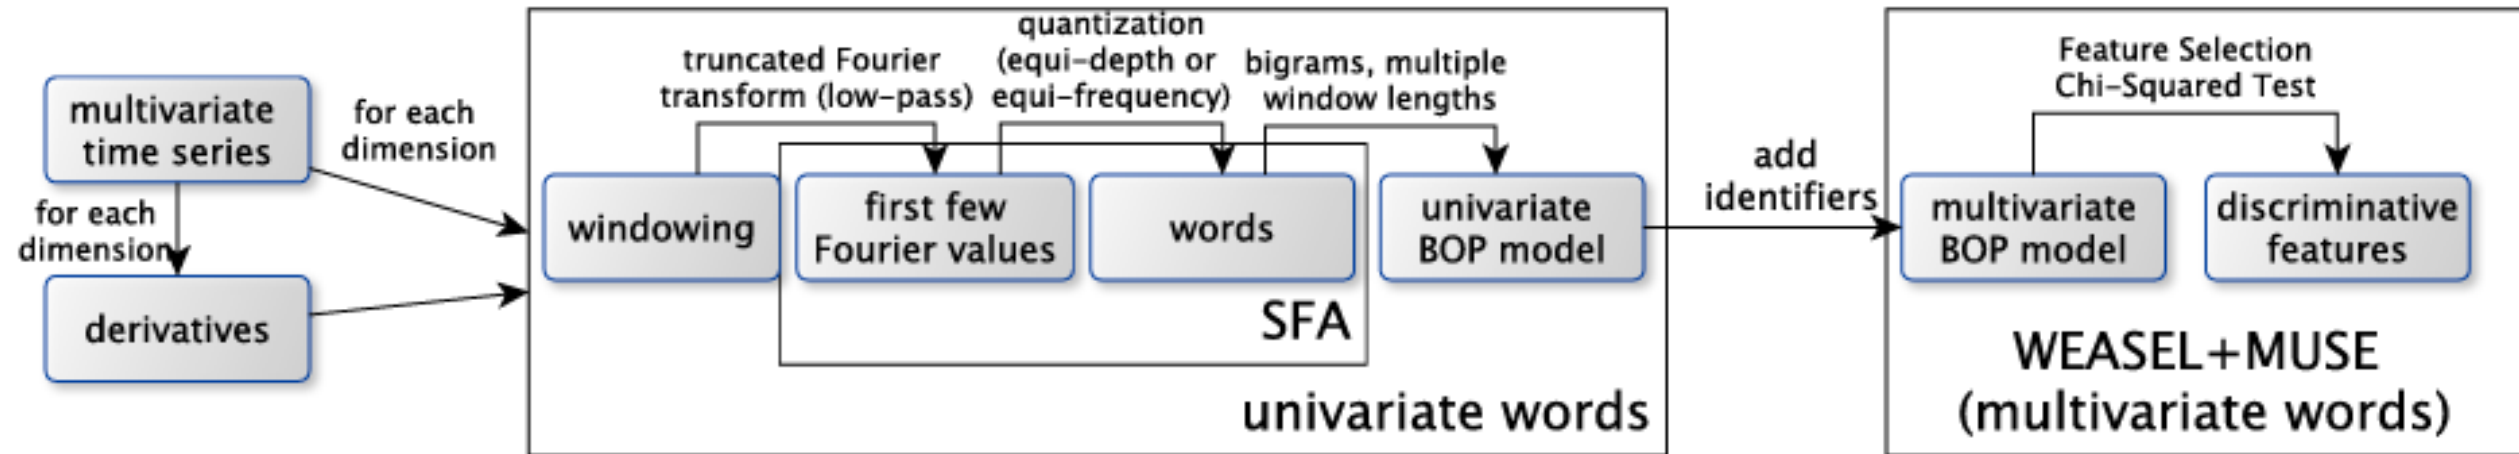 multivariate
time series
for each
dimension
for each
dimension
derivatives
truncated Fourier
transform (low-pass)
quantization
(equi-depth or
equi-frequency)
bigrams, multiple
window lengths
windowing
first few
Fourier values
words
univariate
BOP model
SFA
univariate words
add
identifiers
Feature Selection
Chi-Squared Test
multivariate
BOP model
discriminative
features
WEASEL+MUSE
(multivariate words)